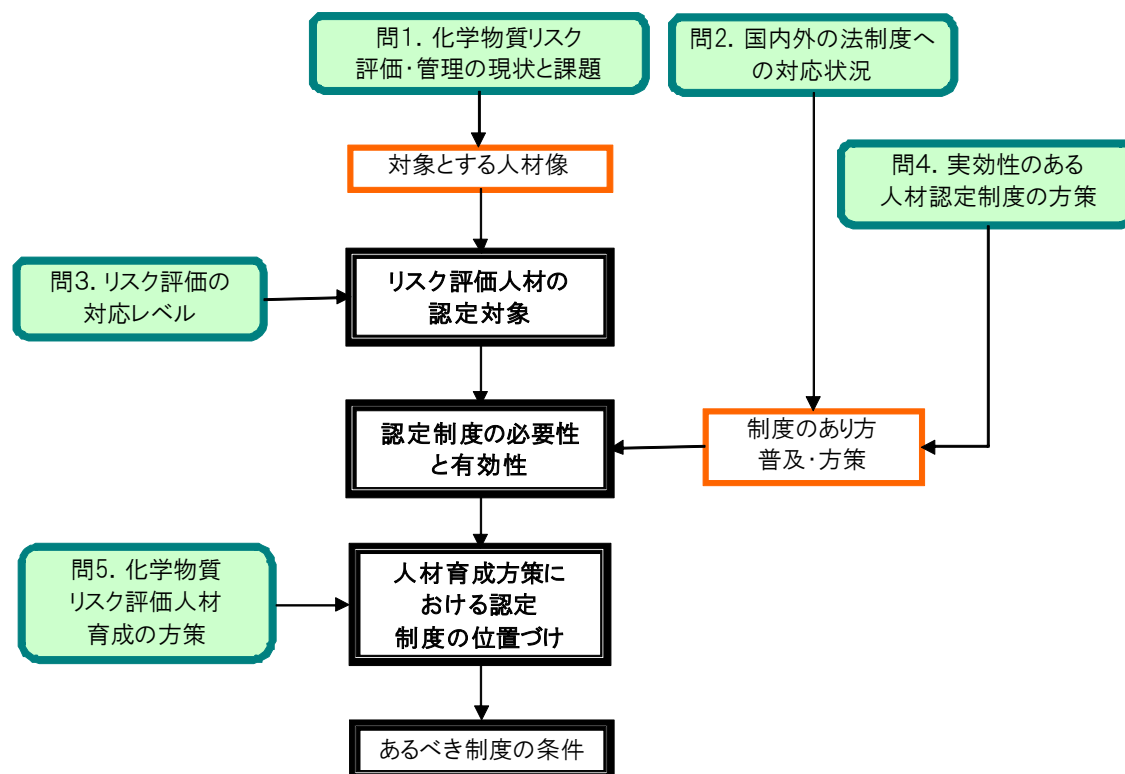 問1．化学物質リスク
評価・管理の現状と課題
問2．国内外の法制度へ
の対応状況
対象とする人材像
問4．実効性のある
人材認定制度の方策
問3．リスク評価の
対応レベル
リスク評価人材の
認定対象
認定制度の必要性
と有効性
制度のあり方
普及・方策
問5．化学物質
リスク評価人材
育成の方策
人材育成方策に
おける認定
制度の位置づけ
あるべき制度の条件